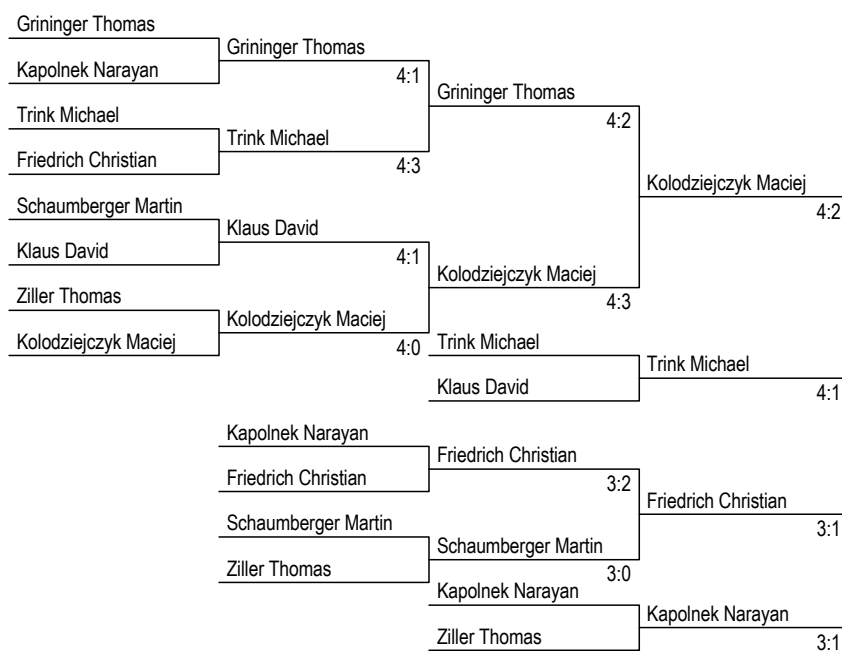 Grininger Thomas
Grininger Thomas
Kapolnek Narayan
4:1
Grininger Thomas
Trink Michael
4:2
Trink Michael
Friedrich Christian
4:3
Kolodziejczyk Maciej
Schaumberger Martin
4:2
Klaus David
Klaus David
4:1
Kolodziejczyk Maciej
Ziller Thomas
4:3
Kolodziejczyk Maciej
Kolodziejczyk Maciej
4:0
Trink Michael
Trink Michael
Klaus David
4:1
Kapolnek Narayan
Friedrich Christian
Friedrich Christian
3:2
Friedrich Christian
Schaumberger Martin
3:1
Schaumberger Martin
Ziller Thomas
3:0
Kapolnek Narayan
Kapolnek Narayan
Ziller Thomas
3:1